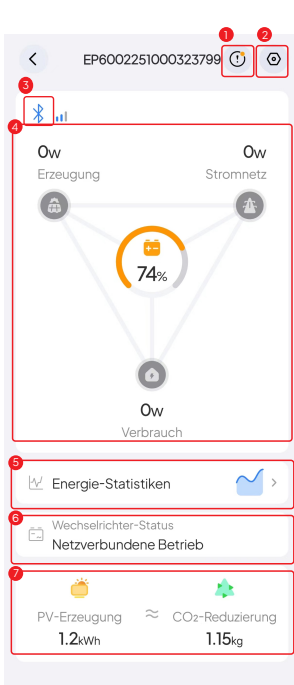 1 2
EP6002251000323799
3
4
0w 0w
Erzeugung Stromnetz
74%
0w
Verbrauch
5
Energie-Statistiken
6
Wechselrichter-Status
Netzverbundene Betrieb
7
PV-Erzeugung ≈ CO₂-Reduzierung
1.2kWh 1.15kg